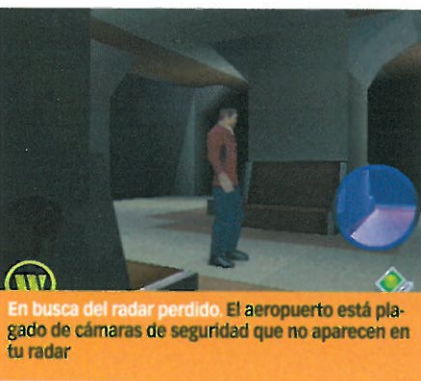 W
En busca del radar perdido. El aeropuerto está pla-
gado de cámaras de seguridad que no aparecen en
tu radar